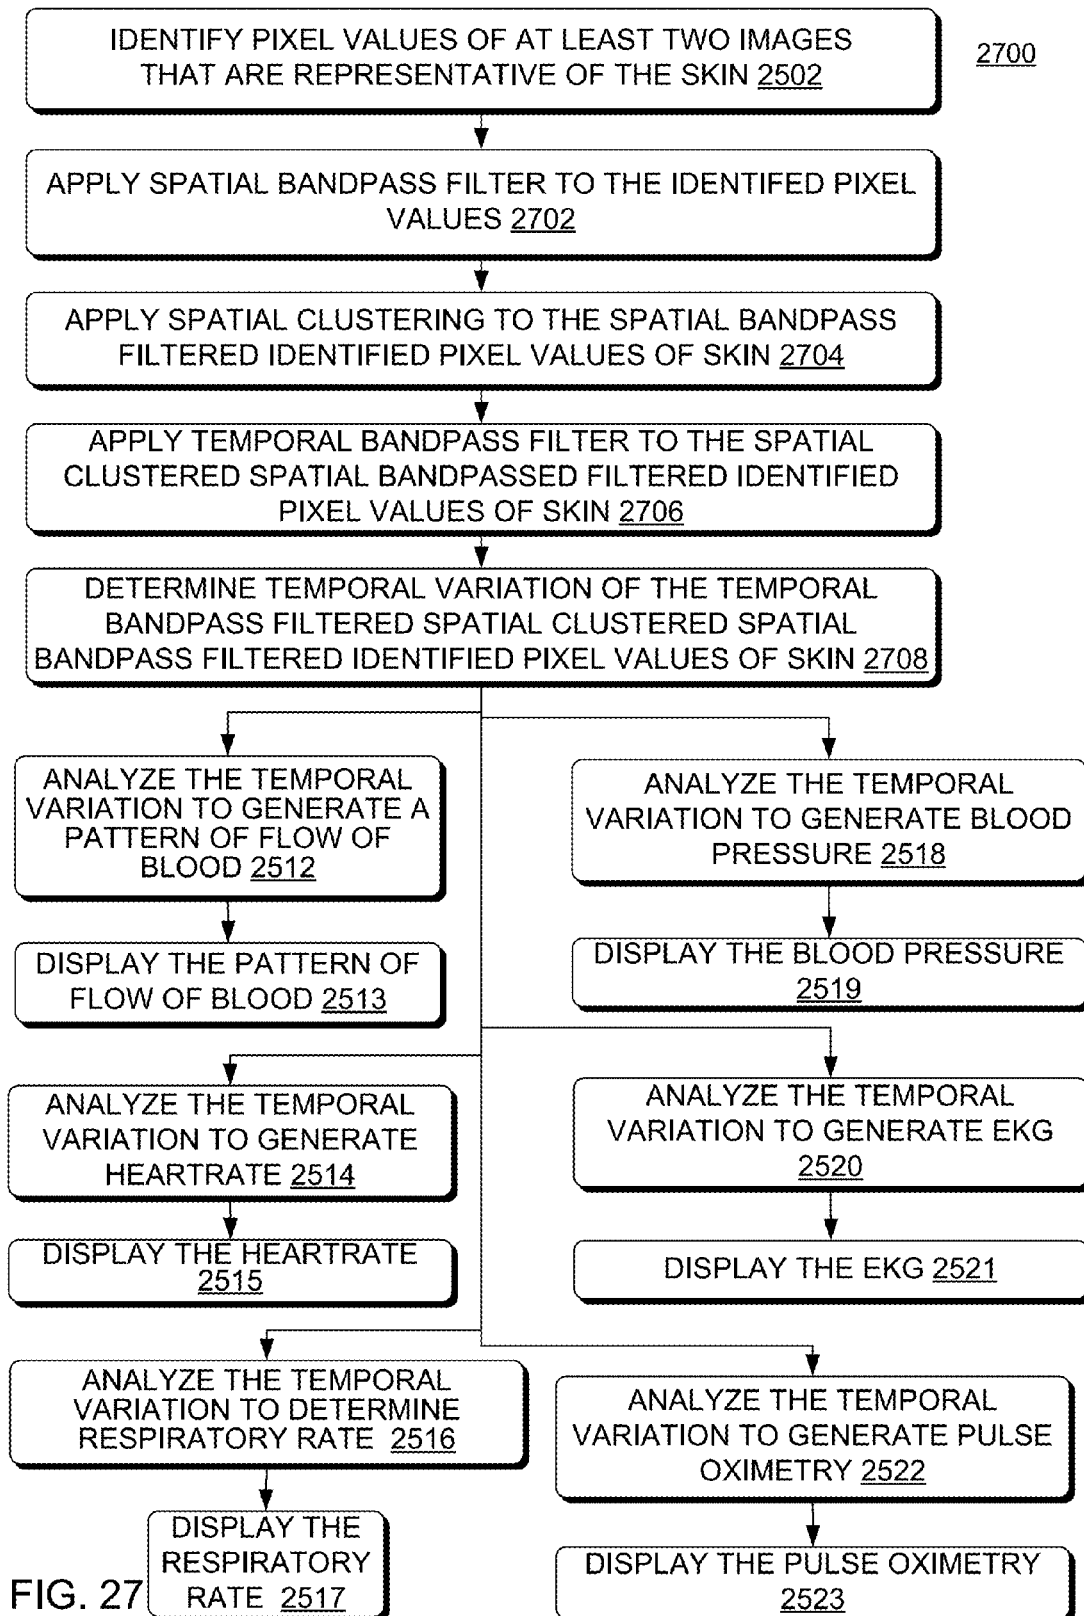 IDENTIFY PIXEL VALUES OF AT LEAST TWO IMAGES
THAT ARE REPRESENTATIVE OF THE SKIN 2502
2700
APPLY SPATIAL BANDPASS FILTER TO THE IDENTIFED PIXEL
VALUES 2702
APPLY SPATIAL CLUSTERING TO THE SPATIAL BANDPASS
FILTERED IDENTIFIED PIXEL VALUES OF SKIN 2704
APPLY TEMPORAL BANDPASS FILTER TO THE SPATIAL
CLUSTERED SPATIAL BANDPASSED FILTERED IDENTIFIED
PIXEL VALUES OF SKIN 2706
DETERMINE TEMPORAL VARIATION OF THE TEMPORAL
BANDPASS FILTERED SPATIAL CLUSTERED SPATIAL
BANDPASS FILTERED IDENTIFIED PIXEL VALUES OF SKIN 2708
ANALYZE THE TEMPORAL
VARIATION TO GENERATE A
PATTERN OF FLOW OF
BLOOD 2512
DISPLAY THE PATTERN OF
FLOW OF BLOOD 2513
ANALYZE THE TEMPORAL
VARIATION TO GENERATE BLOOD
PRESSURE 2518
DISPLAY THE BLOOD PRESSURE
2519
ANALYZE THE TEMPORAL
VARIATION TO GENERATE
HEARTRATE 2514
DISPLAY THE HEARTRATE
2515
ANALYZE THE TEMPORAL
VARIATION TO GENERATE EKG
2520
DISPLAY THE EKG 2521
ANALYZE THE TEMPORAL
VARIATION TO DETERMINE
RESPIRATORY RATE 2516
DISPLAY THE
RESPIRATORY
RATE 2517
ANALYZE THE TEMPORAL
VARIATION TO GENERATE PULSE
OXIMETRY 2522
DISPLAY THE PULSE OXIMETRY
2523
FIG. 27